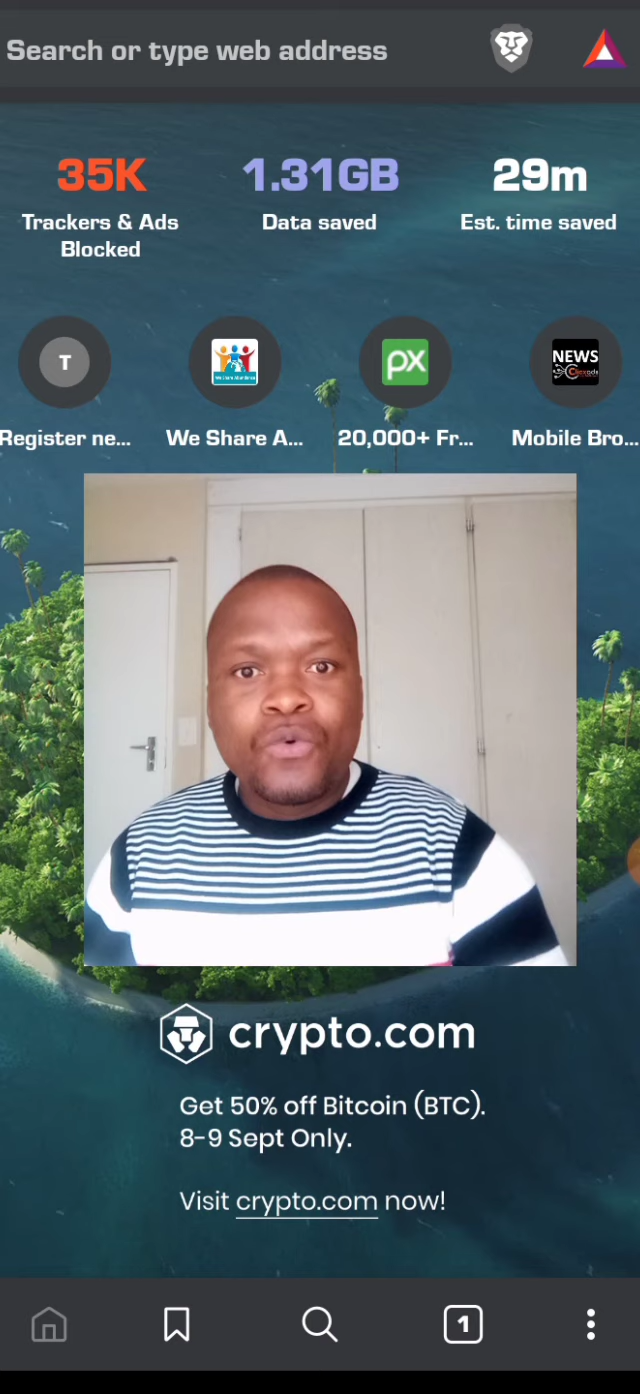 Search or type web address
35K
Trackers & Ads
Blocked
1.31GB
Data saved
29m
Est. time saved
T
px
NEWS
Register ne...
We Share A...
20,000+ Fr...
Mobile Bro...
crypto.com
Get 50% off Bitcoin (BTC).
8-9 Sept Only.
Visit crypto.com now!
1